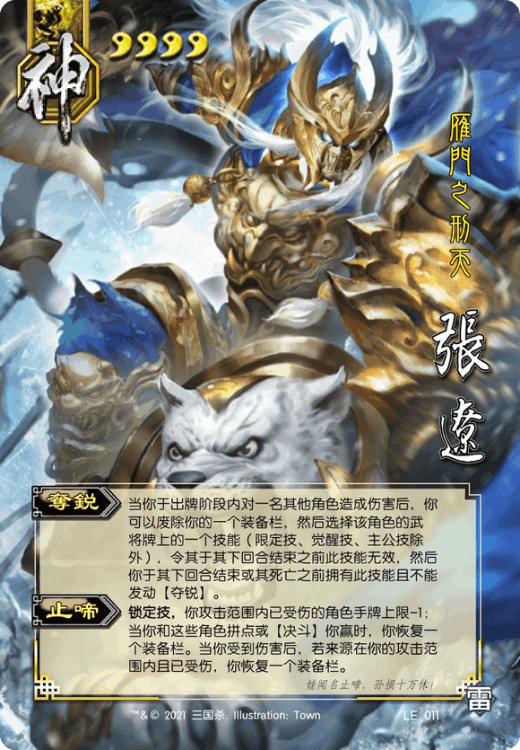 神
雁門之刑天
張遼
奪鋭
当你于出牌阶段内对一名其他角色造成伤害后，你
可以废除你的一个装备栏，然后选择该角色的武
将牌上的一个技能（限定技、觉醒技、主公技除
外），令其于其下回合结束之前此技能无效，然后
你于其下回合结束或其死亡之前拥有此技能且不能
发动【夺锐】。
止啼
锁定技，你攻击范围内已受伤的角色手牌上限-1；
当你和这些角色拼点或【决斗】你赢时，你恢复一
个装备栏。当你受到伤害后，若来源在你的攻击范
围内且已受伤，你恢复一个装备栏。
娃闻名止啼，孙损十万休！
雷
™ & © 2021 三国杀. Illustration: Town
LE 011